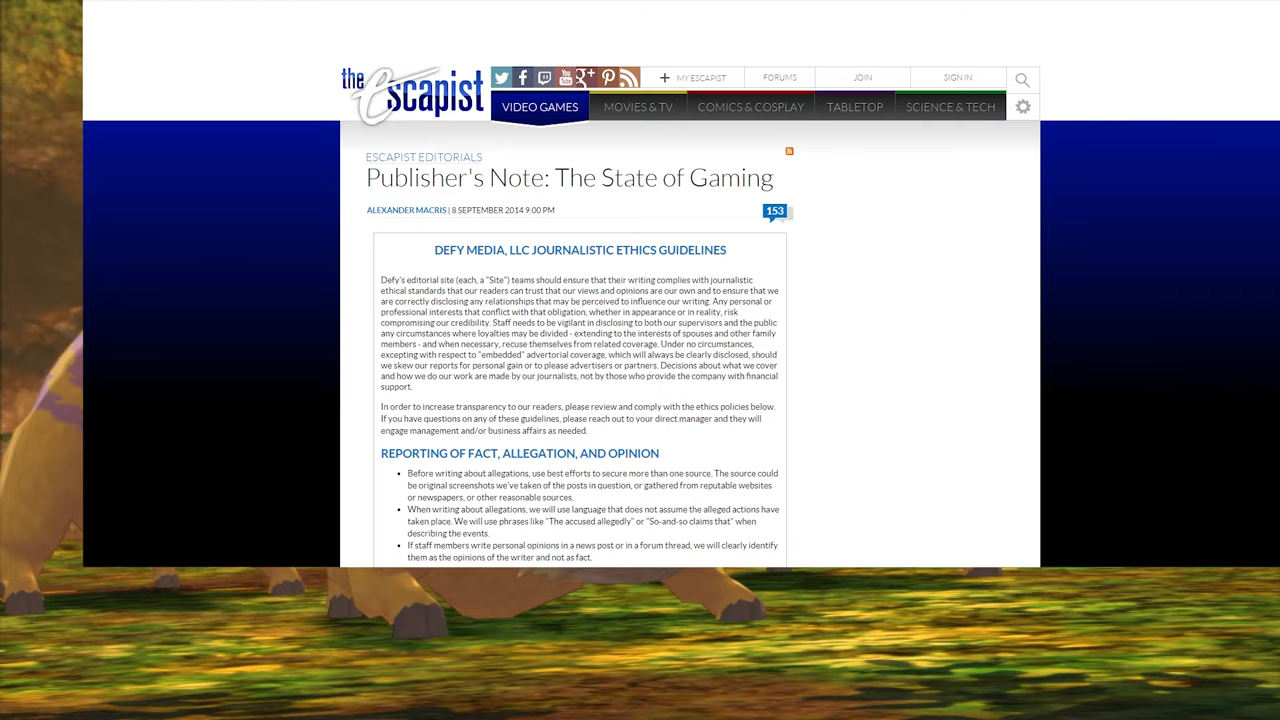 the escapist
MY ESCAPIST
FORUMS
JOIN
SIGN IN
VIDEO GAMES
MOVIES & TV
COMICS & COSPLAY
TABLETOP
SCIENCE & TECH
ESCAPIST EDITORIALS
Publisher's Note: The State of Gaming
ALEXANDER MACRIS | 8 SEPTEMBER 2014 9:00 PM
153
DEFY MEDIA, LLC JOURNALISTIC ETHICS GUIDELINES
Defy's editorial site (each, a "Site") teams should ensure that their writing complies with journalistic
ethical standards that our readers can trust that our views and opinions are our own and to ensure that we
are correctly disclosing any relationships that may be perceived to influence our writing. Any personal or
professional interests that conflict with that obligation, whether in appearance or in reality, risk
compromising our credibility. Staff needs to be vigilant in disclosing to both our supervisors and the public
any circumstances where loyalties may be divided - extending to the interests of spouses and other family
members - and when necessary, recuse themselves from related coverage. Under no circumstances,
excepting with respect to "embedded" advertorial coverage, which will always be clearly disclosed, should
we skew our reports for personal gain or to please advertisers or partners. Decisions about what we cover
and how we do our work are made by our journalists, not by those who provide the company with financial
support.
In order to increase transparency to our readers, please review and comply with the ethics policies below.
If you have questions on any of these guidelines, please reach out to your direct manager and they will
engage management and/or business affairs as needed.
REPORTING OF FACT, ALLEGATION, AND OPINION
• Before writing about allegations, use best efforts to secure more than one source. The source could
be original screenshots we've taken of the posts in question, or gathered from reputable websites
or newspapers, or other reasonable sources.
• When writing about allegations, we will use language that does not assume the alleged actions have
taken place. We will use phrases like "The accused allegedly" or "So-and-so claims that" when
describing the events.
• If staff members write personal opinions in a news post or in a forum thread, we will clearly identify
them as the opinions of the writer and not as fact.